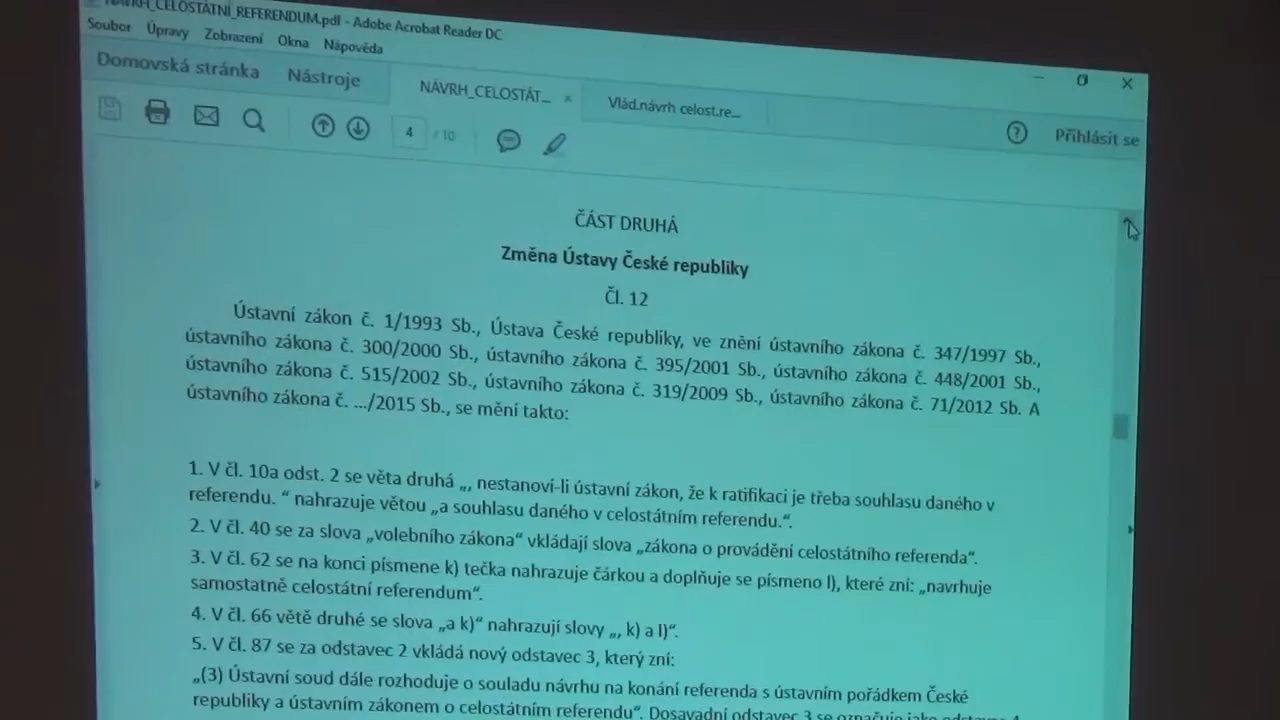 NÁVRH_CELOSTÁTNÍ_REFERENDUM.pdf - Adobe Acrobat Reader DC
Soubor Úpravy Zobrazení Okna Nápověda
Domovská stránka Nástroje NÁVRH_CELOSTÁT_... × Vlád.návrh celost.re...
4 / 10 Přihlásit se
ČÁST DRUHÁ
Změna Ústavy České republiky
Čl. 12
Ústavní zákon č. 1/1993 Sb., Ústava České republiky, ve znění ústavního zákona č. 347/1997 Sb.,
ústavního zákona č. 300/2000 Sb., ústavního zákona č. 395/2001 Sb., ústavního zákona č. 448/2001 Sb.,
ústavního zákona č. 515/2002 Sb., ústavního zákona č. 319/2009 Sb., ústavního zákona č. 71/2012 Sb. A
ústavního zákona č. .../2015 Sb., se mění takto:
1. V čl. 10a odst. 2 se věta druhá „, nestanoví-li ústavní zákon, že k ratifikaci je třeba souhlasu daného v
referendu. “ nahrazuje větou „a souhlasu daného v celostátním referendu.“.
2. V čl. 40 se za slova „volebního zákona“ vkládají slova „zákona o provádění celostátního referenda“.
3. V čl. 62 se na konci písmene k) tečka nahrazuje čárkou a doplňuje se písmeno l), které zní: „navrhuje
samostatně celostátní referendum“.
4. V čl. 66 větě druhé se slova „a k)“ nahrazují slovy „, k) a l)“.
5. V čl. 87 se za odstavec 2 vkládá nový odstavec 3, který zní:
„(3) Ústavní soud dále rozhoduje o souladu návrhu na konání referenda s ústavním pořádkem České
republiky a ústavním zákonem o celostátním referendu“. Dosavadní odstavec 3 se označuje jako